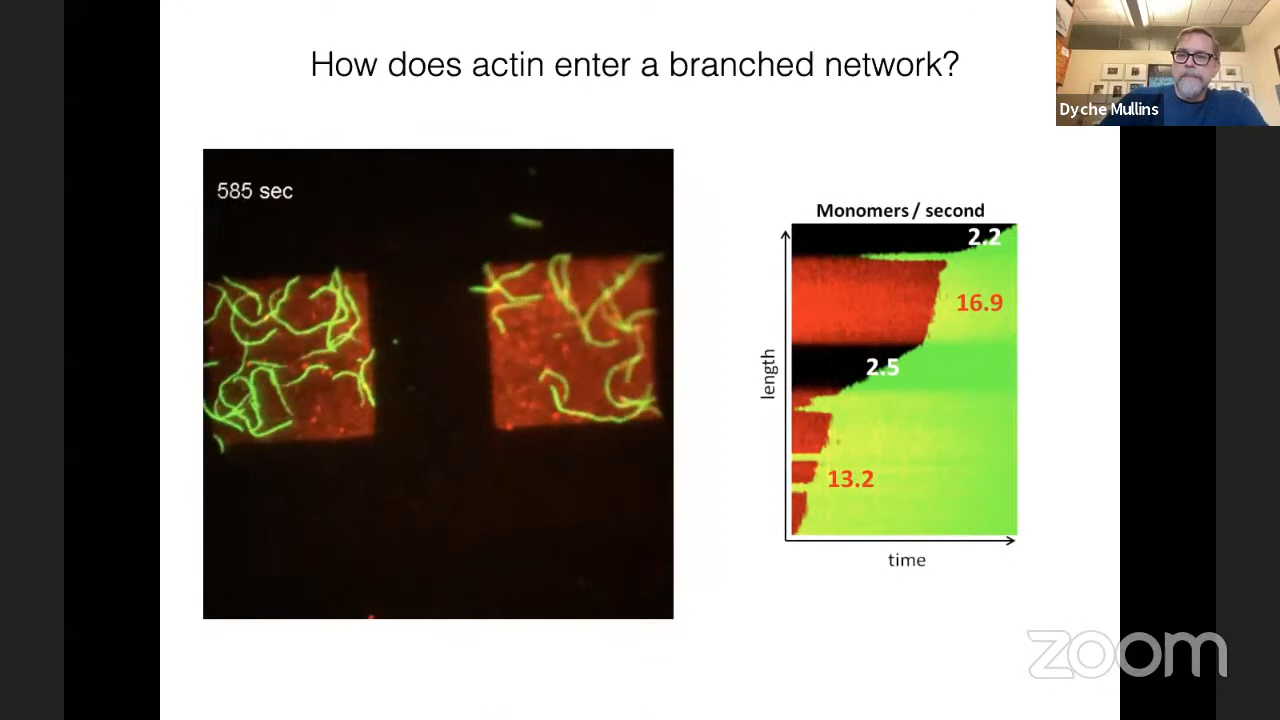 How does actin enter a branched network?
Dyche Mullins
585 sec
Monomers / second
2.2
16.9
2.5
length
13.2
time
zoom